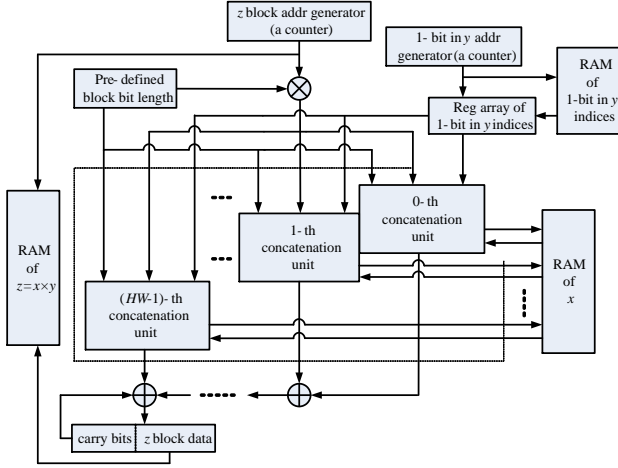 z block addr generator
(a counter)
1- bit in y addr
generator(a counter)
RAM
of
1-bit in y
indices
Pre- defined
block bit length
Reg array of
1-bit in y indices
0- th
concatenation
unit
1- th
concatenation
unit
RAM
of
z=x×y
RAM
of
x
(HW-1)- th
concatenation
unit
carry bits
z block data